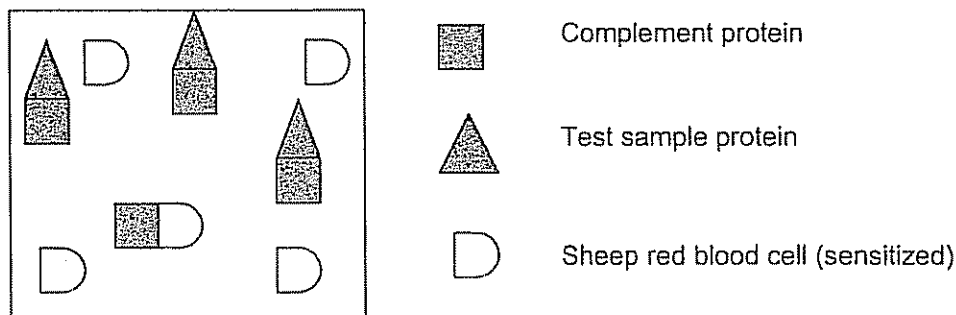 Complement protein
Test sample protein
Sheep red blood cell (sensitized)